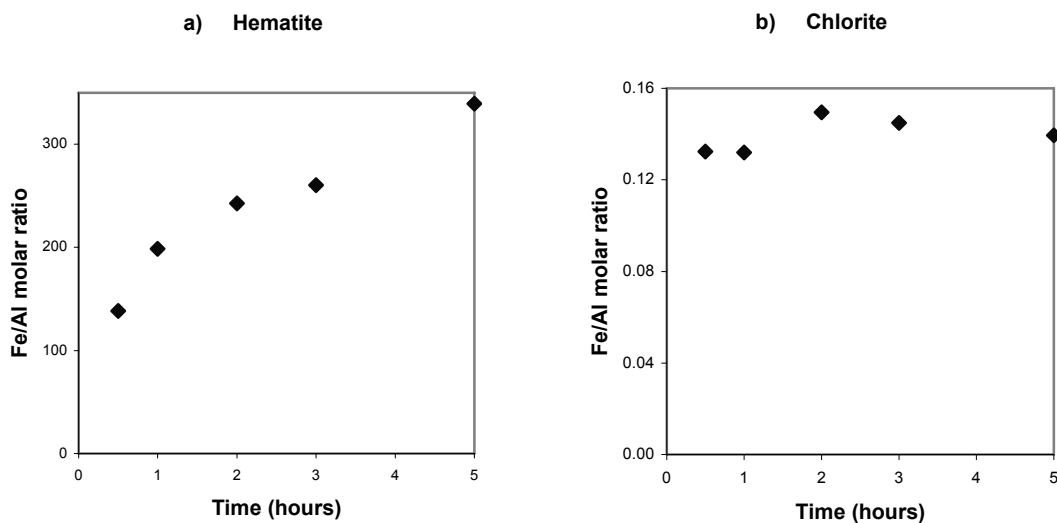 a) Hematite
Fe/Al molar ratio
300
200
100
0
0 1 2 3 4 5
Time (hours)
b) Chlorite
Fe/Al molar ratio
0.16
0.12
0.08
0.04
0.00
0 1 2 3 4 5
Time (hours)